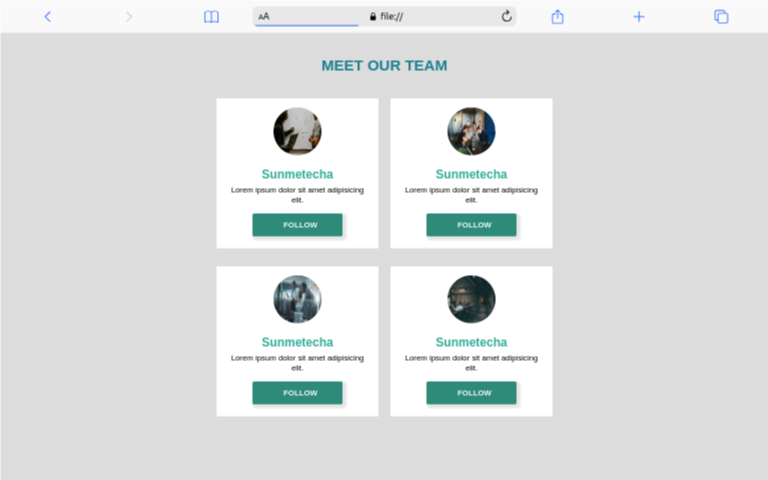 AA file://
MEET OUR TEAM
Sunmetecha
Lorem ipsum dolor sit amet adipisicing
elit.
FOLLOW
Sunmetecha
Lorem ipsum dolor sit amet adipisicing
elit.
FOLLOW
Sunmetecha
Lorem ipsum dolor sit amet adipisicing
elit.
FOLLOW
Sunmetecha
Lorem ipsum dolor sit amet adipisicing
elit.
FOLLOW